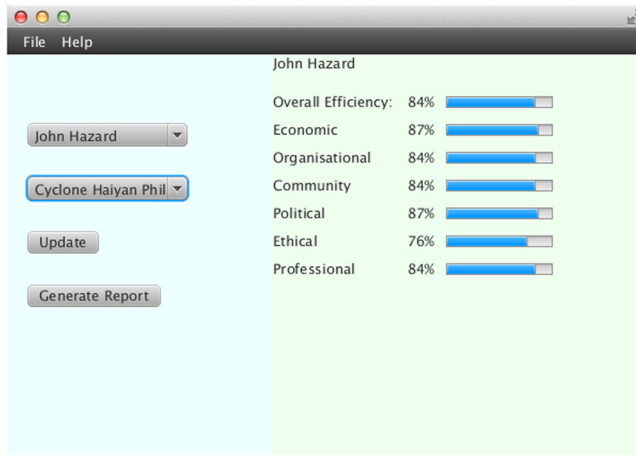 File Help
John Hazard
Cyclone Haiyan Phil
Update
Generate Report
John Hazard
Overall Efficiency: 84%
Economic 87%
Organisational 84%
Community 84%
Political 87%
Ethical 76%
Professional 84%